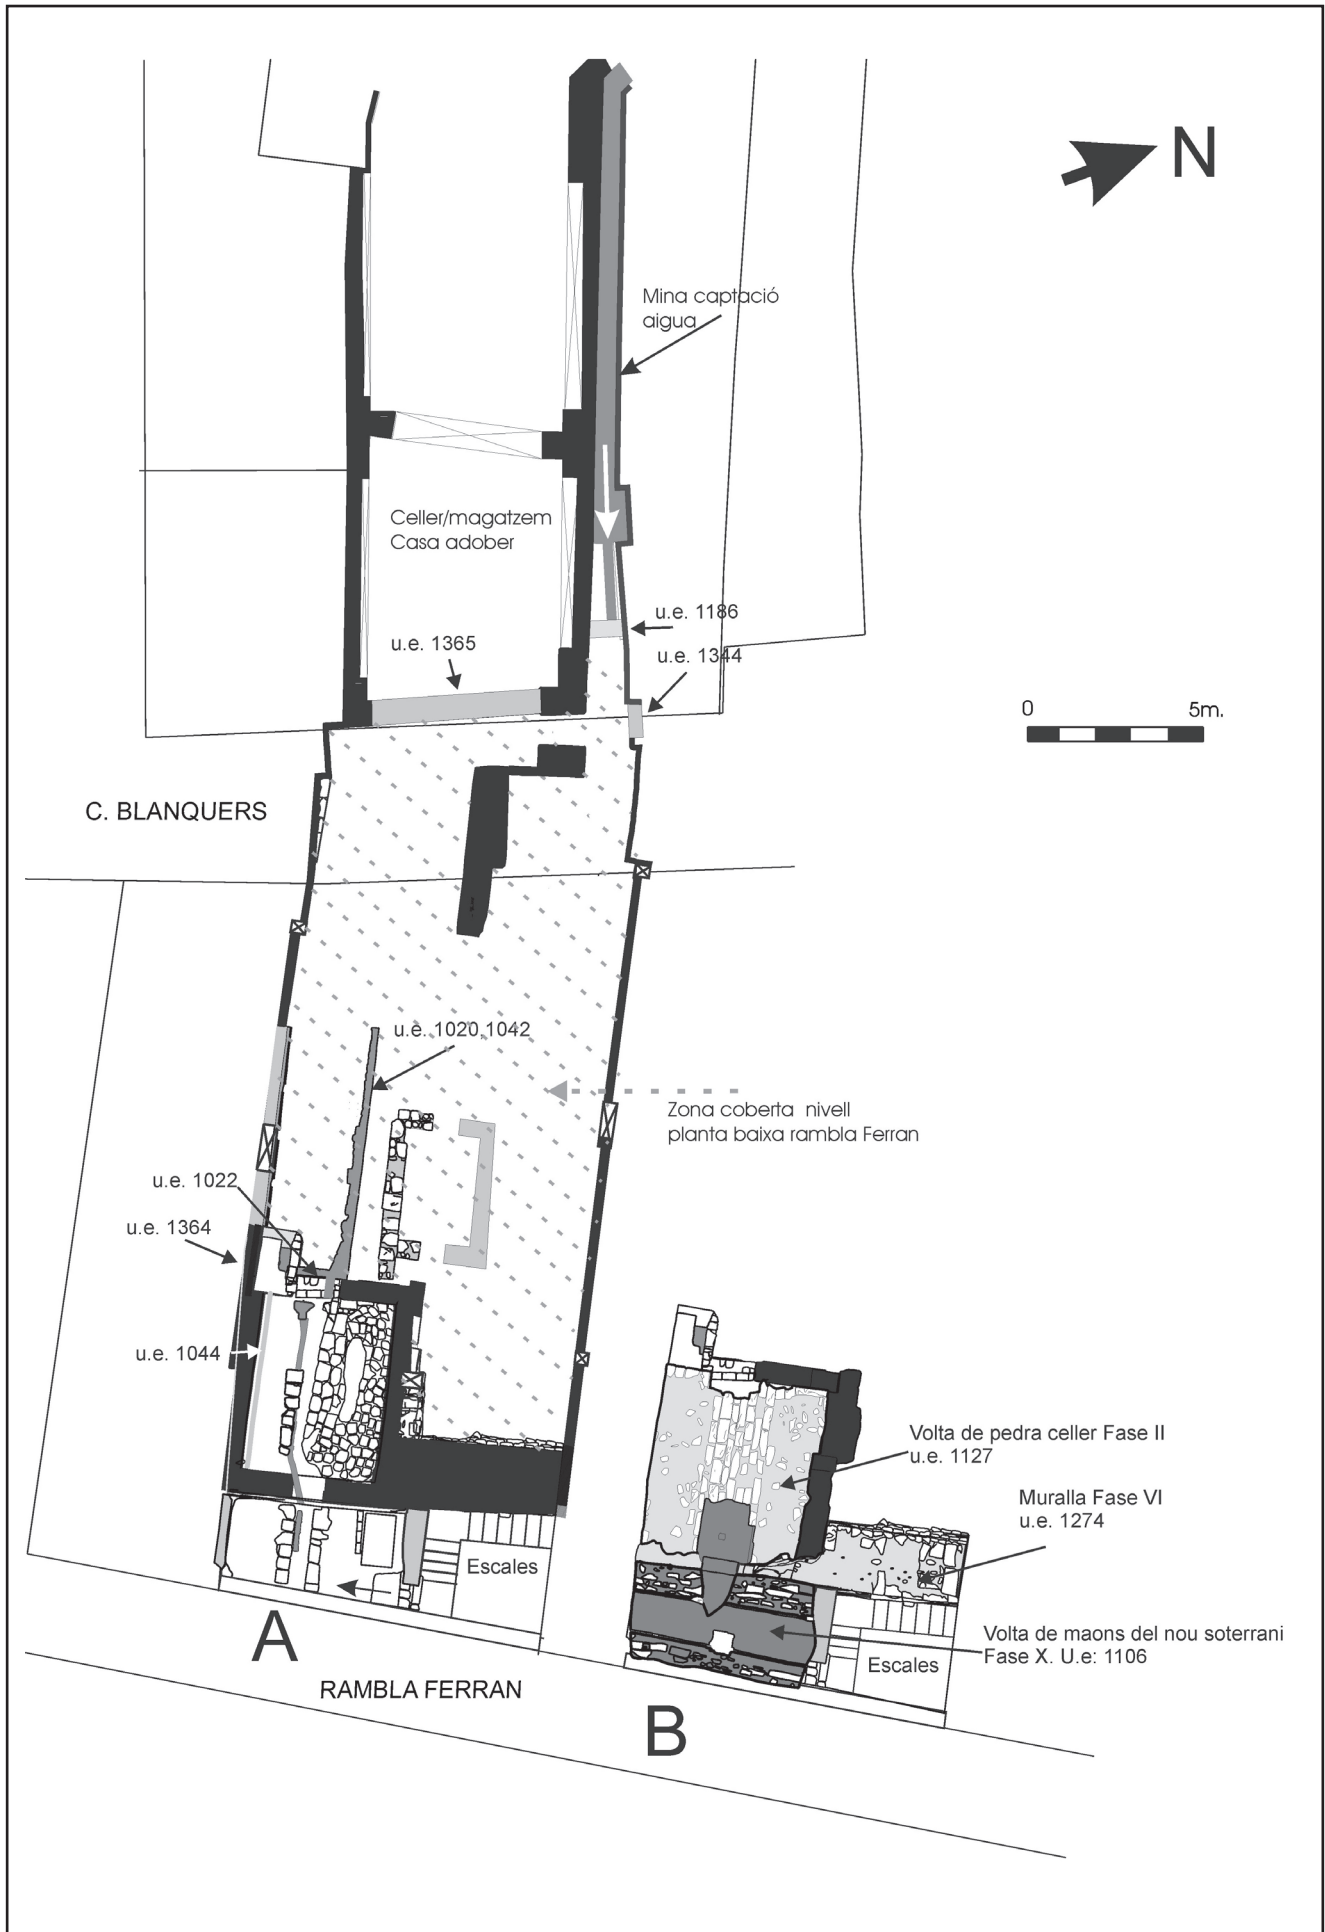 N
Mina captació
aigua
Celler/magatzem
Casa adober
u.e. 1186
u.e. 1365
u.e. 1344
0 5m.
C. BLANQUERS
u.e. 1020,1042
Zona coberta nivell
planta baixa rambla Ferran
u.e. 1022
u.e. 1364
u.e. 1044
Volta de pedra celler Fase II
u.e. 1127
Muralla Fase VI
u.e. 1274
Escales
A
Volta de maons del nou soterrani
Fase X. U.e: 1106
Escales
RAMBLA FERRAN
B